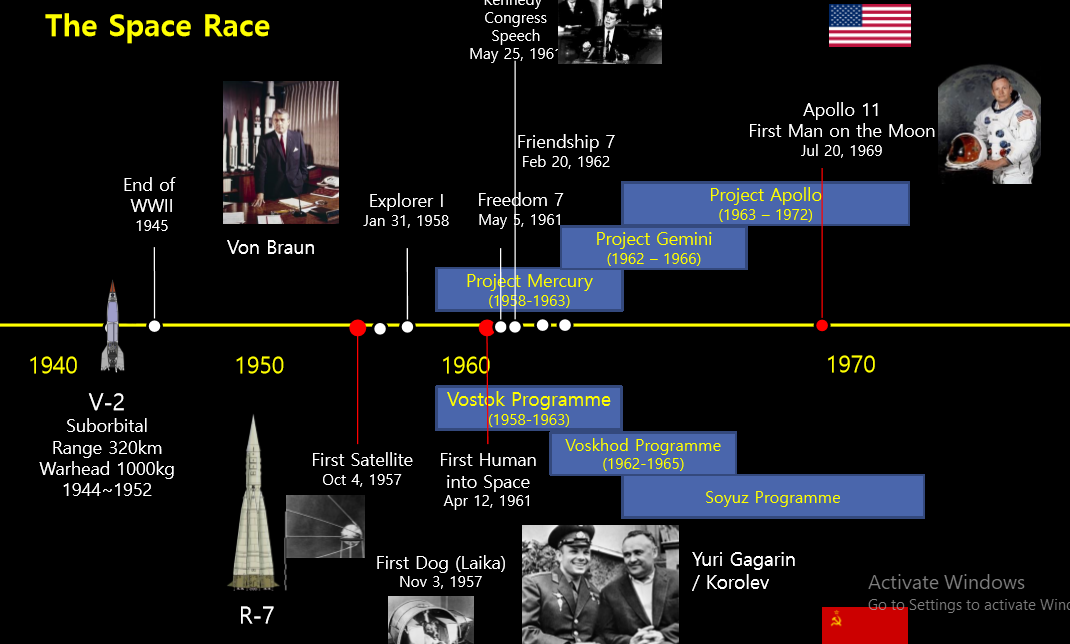 The Space Race
Kennedy
Congress
Speech
May 25, 1961
Apollo 11
First Man on the Moon
Jul 20, 1969
Friendship 7
Feb 20, 1962
End of
WWII
1945
Von Braun
Explorer I
Jan 31, 1958
Freedom 7
May 5, 1961
Project Apollo
(1963 – 1972)
Project Gemini
(1962 – 1966)
Project Mercury
(1958-1963)
1940
1950
1960
1970
V-2
Suborbital
Range 320km
Warhead 1000kg
1944~1952
Vostok Programme
(1958-1963)
Voskhod Programme
(1962-1965)
Soyuz Programme
First Satellite
Oct 4, 1957
First Human
into Space
Apr 12, 1961
First Dog (Laika)
Nov 3, 1957
R-7
Yuri Gagarin
/ Korolev
Activate Windows
Go to Settings to activate Win